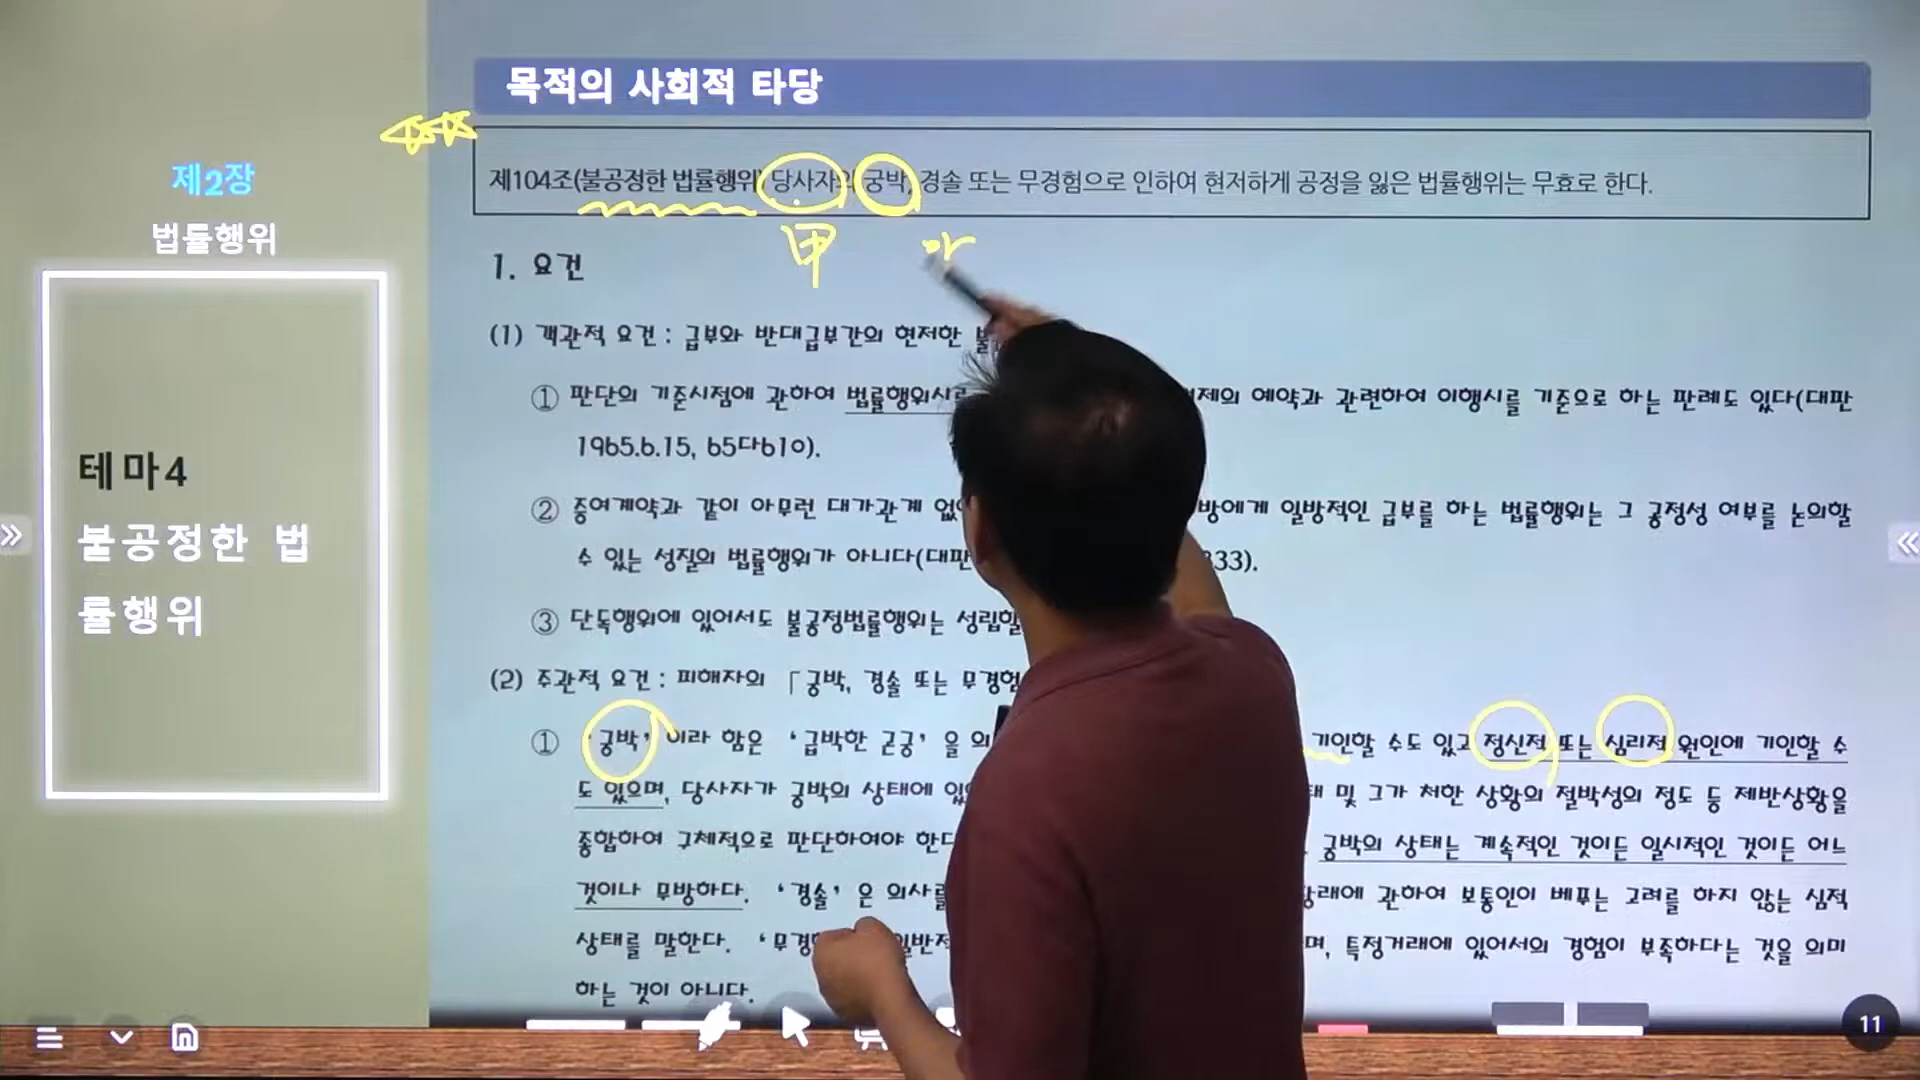 목적의 사회적 타당
제2장
법률행위
테마4
불공정한 법
률행위
제104조(불공정한 법률행위) 당사자의 궁박, 경솔 또는 무경험으로 인하여 현저하게 공정을 잃은 법률행위는 무효로 한다.
甲
1. 요건
(1) 객관적 요건 : 급부와 반대급부간의 현저한
① 판단의 기준시점에 관하여 법률행위시를 예약과 관련하여 이행시를 기준으로 하는 판례도 있다(대판
1965.6.15, 65다610).
② 증여계약과 같이 아무런 대가관계 없이 일방적인 급부를 하는 법률행위는 그 공정성 여부를 논의할
수 있는 성질의 법률행위가 아니다(대판 33).
③ 단독행위에 있어서도 불공정법률행위는 성립할
(2) 주관적 요건 : 피해자의 「궁박, 경솔 또는 무경험
① ‘궁박’이라 함은 ‘급박한 곤궁’을 기인할 수도 있고 정신적 또는 심리적 원인에 기인할 수
도 있으며, 당사자가 궁박의 상태에 및 그가 처한 상황의 절박성의 정도 등 제반상황을
종합하여 구체적으로 판단하여야 한다 궁박의 상태는 계속적인 것이든 일시적인 것이든 어느
것이나 무방하다. ‘경솔’은 의사를 관하여 보통인이 베푸는 고려를 하지 않는 심적
상태를 말한다. 특정거래에 있어서의 경험이 부족하다는 것을 의미
하는 것이 아니다.
11